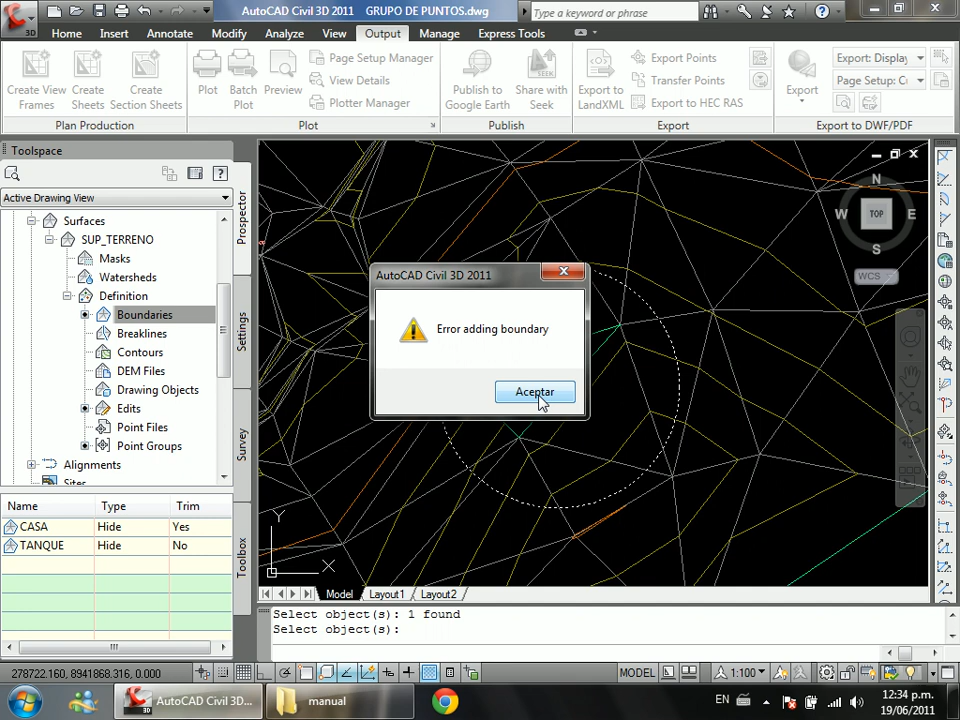 AutoCAD Civil 3D 2011 GRUPO DE PUNTOS.dwg
Type a keyword or phrase
3D
Home Insert Annotate Modify Analyze View Output Manage Express Tools
Create View Frames
Create Sheets
Create Section Sheets
Plan Production
Plot
Batch Plot
Preview
Page Setup Manager
View Details
Plotter Manager
Plot
Publish to Google Earth
Share with Seek
Publish
Export to LandXML
Export Points
Transfer Points
Export to HEC RAS
Export
Export
Export: Display
Page Setup: C
Export to DWF/PDF
Toolspace
Active Drawing View
Surfaces
SUP_TERRENO
Masks
Watersheds
Definition
Boundaries
Breaklines
Contours
DEM Files
Drawing Objects
Edits
Point Files
Point Groups
Alignments
Sites
Prospector
Settings
Survey
Toolbox
Name Type Trim
CASA Hide Yes
TANQUE Hide No
N
W TOP E
S
WCS
AutoCAD Civil 3D 2011
Error adding boundary
Aceptar
Y
X
Model Layout1 Layout2
Select object(s): 1 found
Select object(s):
278722.160, 8941868.316, 0.000
MODEL
1:100
AutoCAD Civil 3D...
manual
EN
12:34 p.m.
19/06/2011